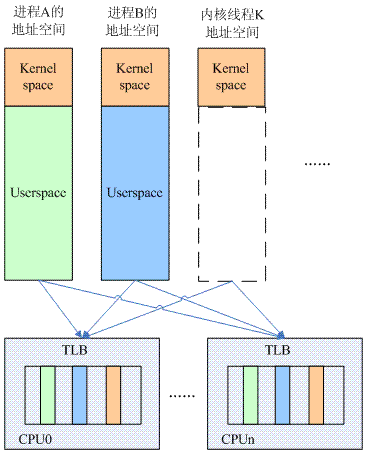 进程A的
地址空间
进程B的
地址空间
内核线程K
地址空间
Kernel
space
Kernel
space
Kernel
space
Userspace
Userspace
......
TLB
TLB
......
CPU0
CPUn